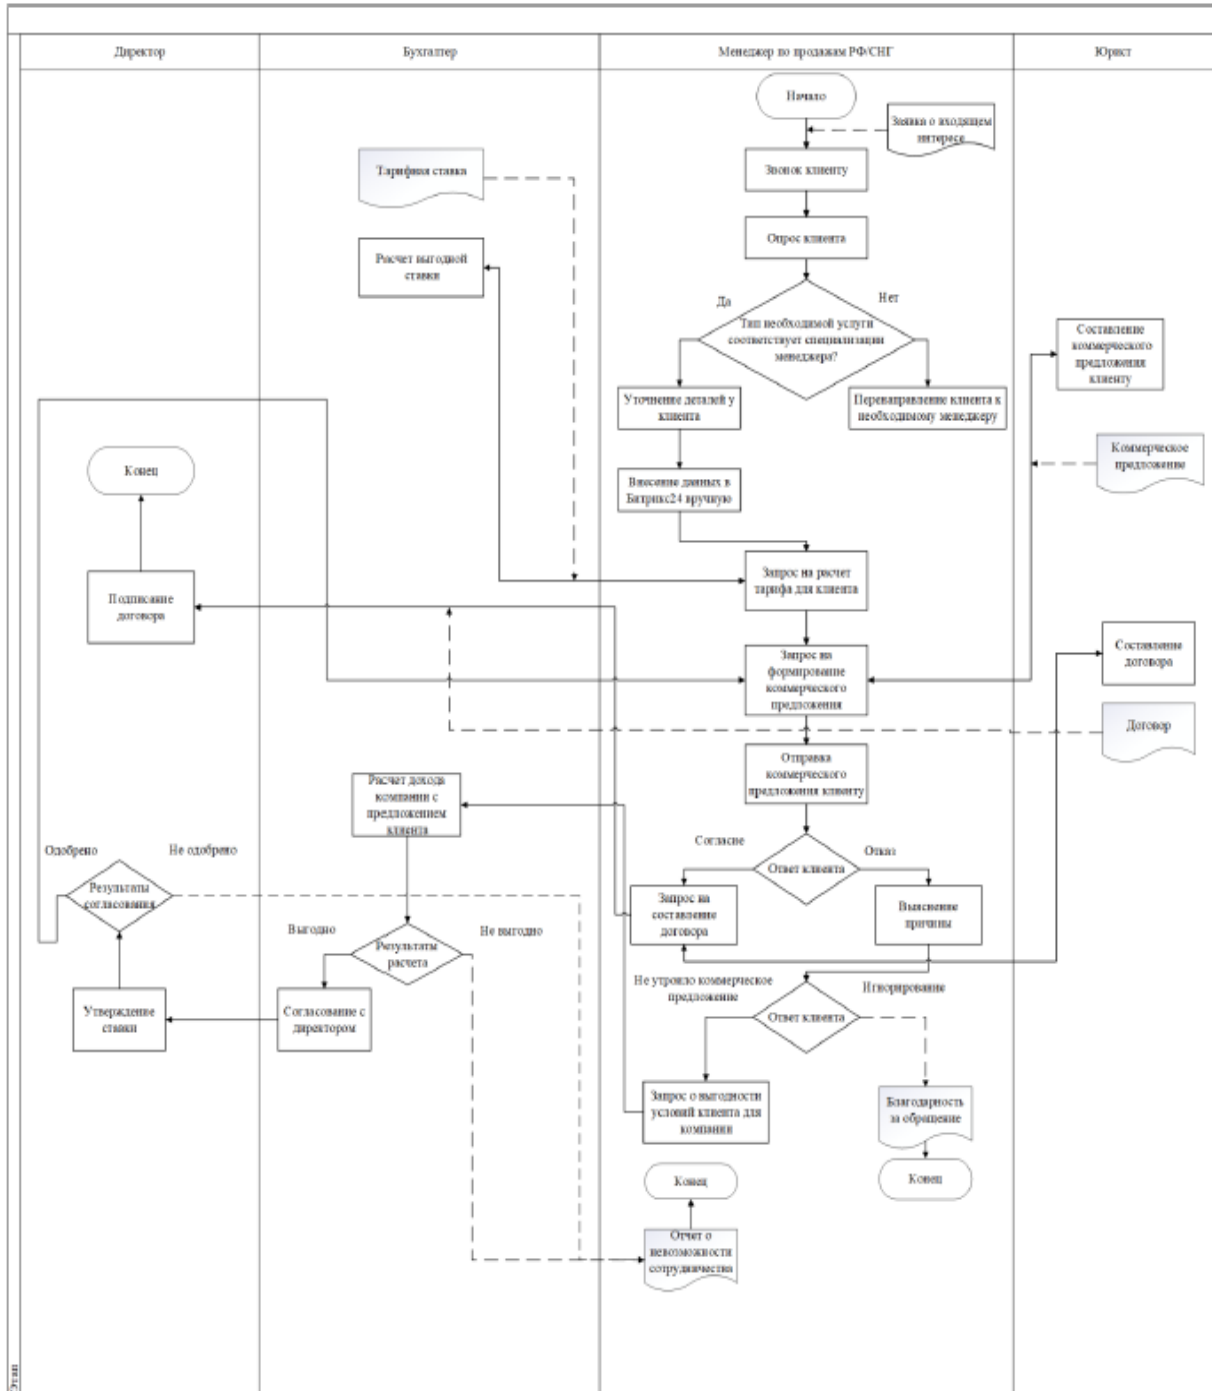 Директор
Бухгалтер
Менеджер по продажам РФ/СНГ
Юрист
Начало
Заявка о входящем
интересе
Звонок клиенту
Тарифная ставка
Опрос клиента
Расчет выгодной
ставки
Да
Нет
Тип необходимой услуги
соответствует специализации
менеджера?
Составление
коммерческого
предложения
клиенту
Уточнение деталей у
клиента
Перенаправление клиента к
необходимому менеджеру
Конец
Коммерческое
предложение
Внесение данных в
Битрикс24 вручную
Запрос на расчет
тарифа для клиента
Подписание
договора
Запрос на
формирование
коммерческого
предложения
Составление
договора
Договор
Отправка
коммерческого
предложения клиенту
Расчет дохода
компании с
предложением
клиента
Согласие
Отказ
Ответ клиента
Одобрено
Не одобрено
Результаты
согласования
Запрос на
составление
договора
Выяснение
причины
Выгодно
Не выгодно
Результаты
расчета
Не утроило коммерческое
предложение
Игнорирование
Ответ клиента
Утверждение
ставки
Согласование с
директором
Запрос о выгодности
условий клиента для
компании
Благодарность
за обращение
Конец
Конец
Отчет о
невозможности
сотрудничества
Этап